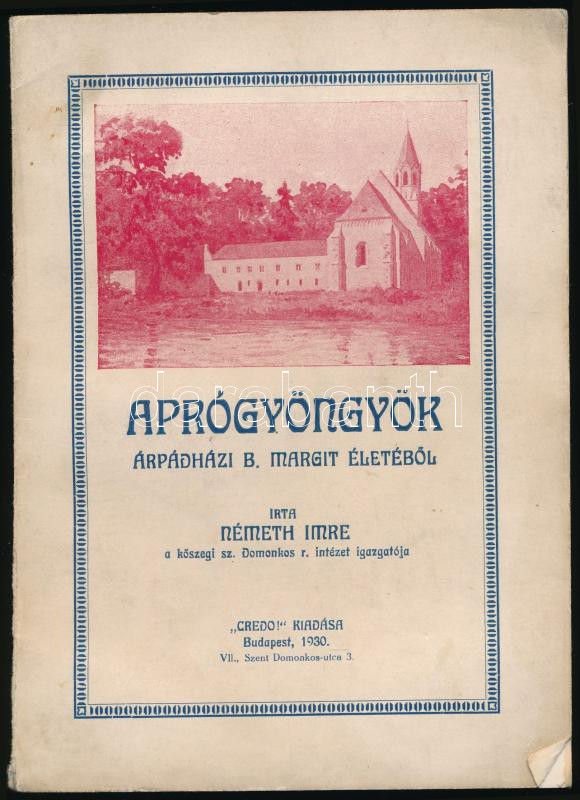 APRÓGYÖNGYÖK
darabanth
ÁRPÁDHÁZI B. MARGIT ÉLETÉBŐL
IRTA
NÉMETH IMRE
a kőszegi sz. Domonkos r. intézet igazgatója
„CREDO!“ KIADÁSA
Budapest, 1930.
VII., Szent Domonkos-utca 3.